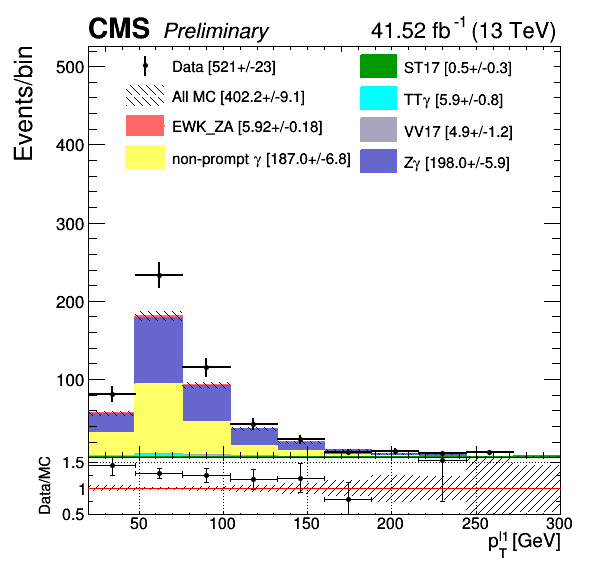 CMS Preliminary 41.52 fb⁻¹ (13 TeV)
Events/bin
500
400
300
200
100
Data [521+/-23]
All MC [402.2+/-9.1]
EWK_ZA [5.92+/-0.18]
non-prompt γ [187.0+/-6.8]
ST17 [0.5+/-0.3]
TTγ [5.9+/-0.8]
VV17 [4.9+/-1.2]
Zγ [198.0+/-5.9]
Data/MC
1.5
1
0.5
50 100 150 200 250 300
p_T^l1 [GeV]